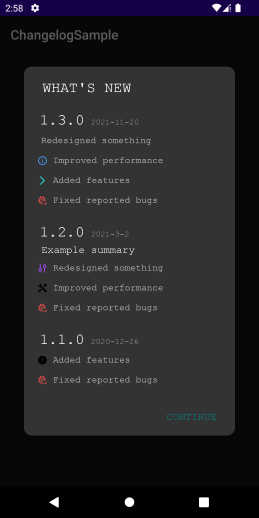 2:58
ChangelogSample
WHAT'S NEW
1.3.0 2021-11-20
Redesigned something
Improved performance
Added features
Fixed reported bugs
1.2.0 2021-3-2
Example summary
Redesigned something
Improved performance
Fixed reported bugs
1.1.0 2020-12-26
Added features
Fixed reported bugs
CONTINUE